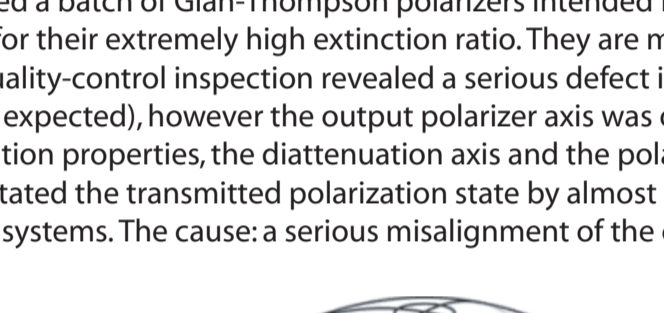 ed a batch of Glan-Thompson polarizers intended
for their extremely high extinction ratio. They are m
uality-control inspection revealed a serious defect i
expected), however the output polarizer axis was
tion properties, the diattenuation axis and the pola
tated the transmitted polarization state by almost
systems. The cause: a serious misalignment of the